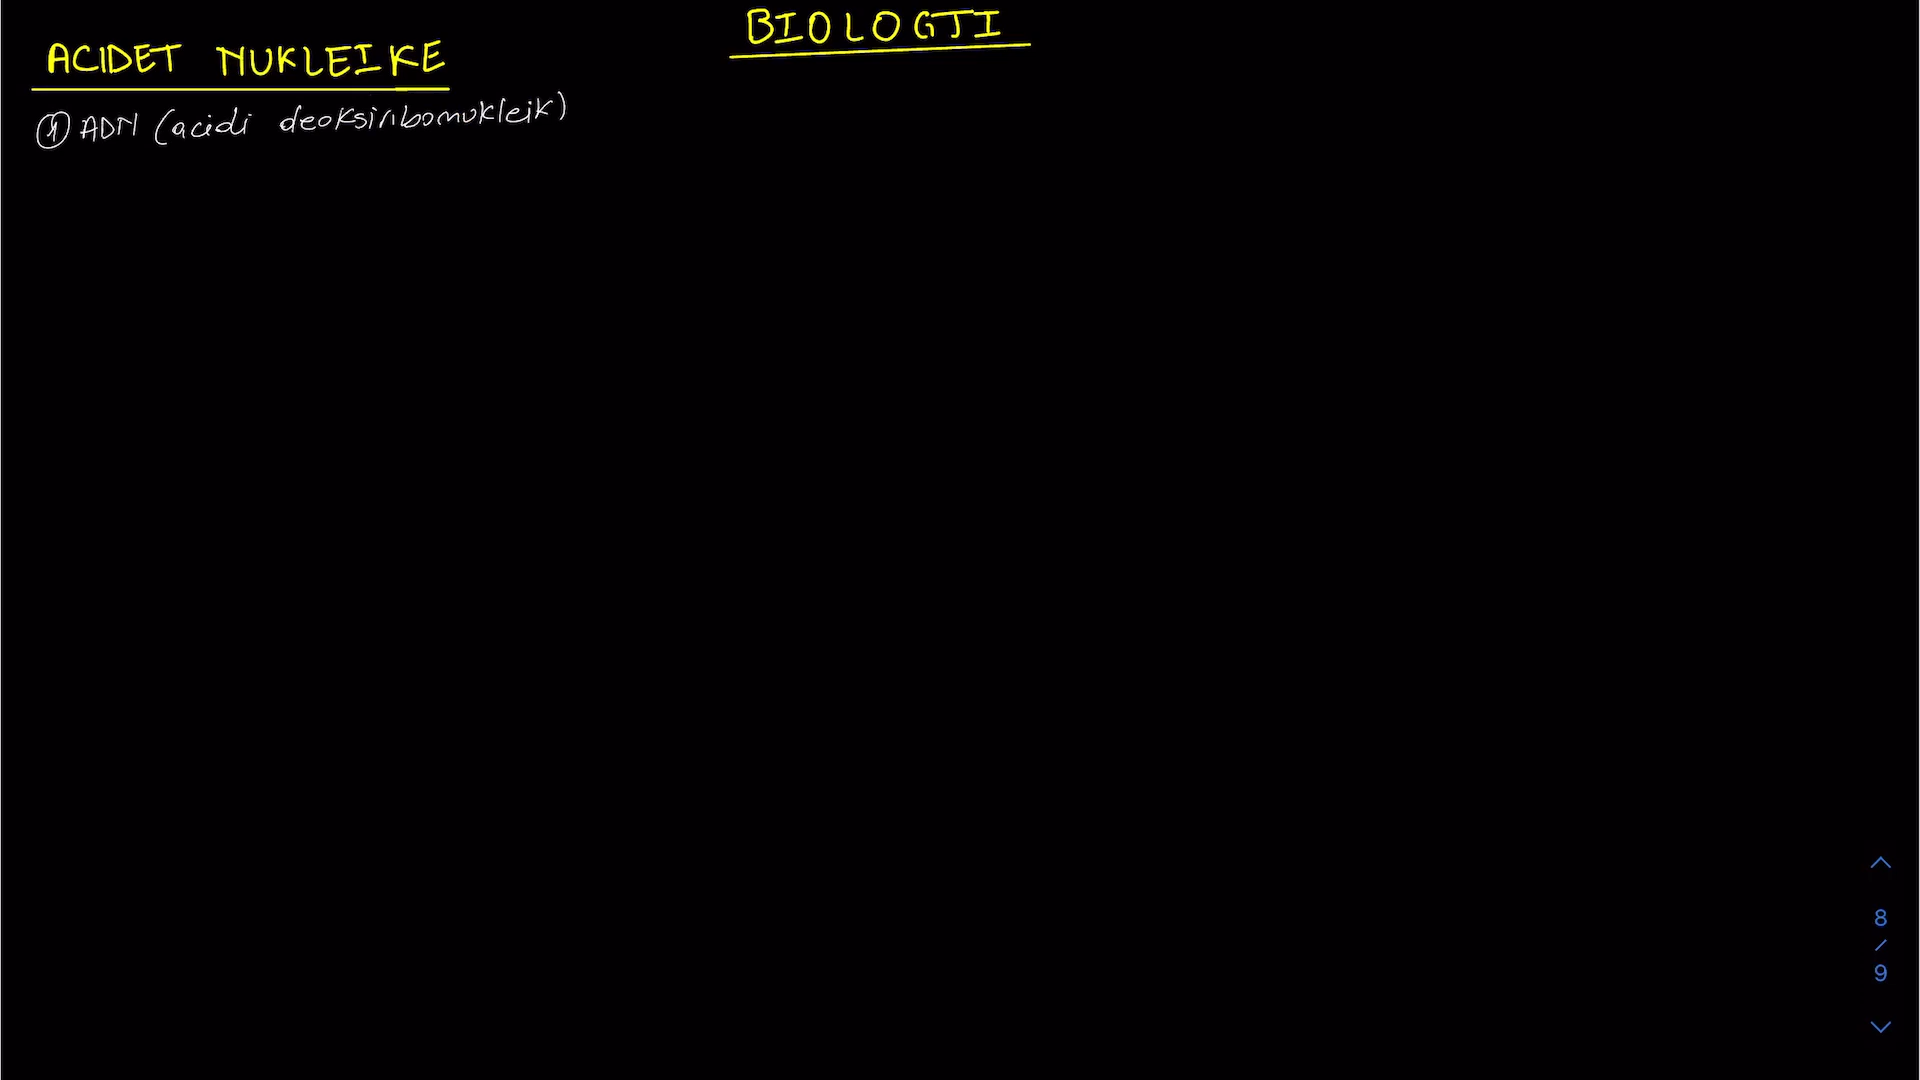 BIOLOGJI
ACIDET NUKLEIKE
① ADN (acidi deoksiribonukleik)
8
/
9